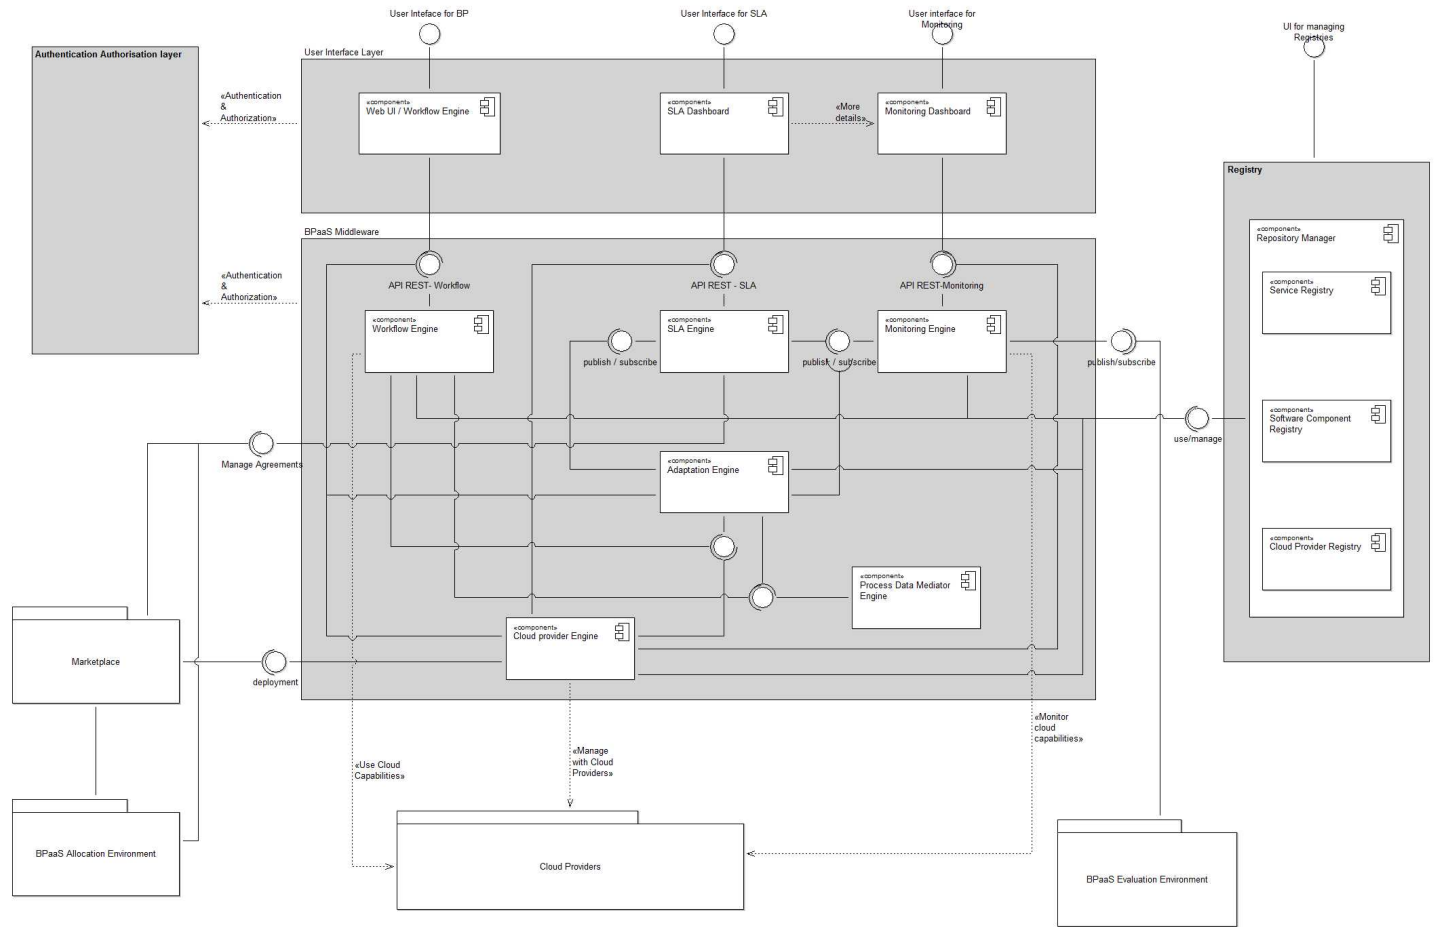 User Inteface for BP
User Interface for SLA
User interface for
Monitoring
UI for managing
Registries
Authentication Authorisation layer
User Interface Layer
«Authentication
&
Authorization»
«component»
Web UI / Workflow Engine
«component»
SLA Dashboard
«More
details»
«component»
Monitoring Dashboard
Registry
«component»
Repository Manager
«component»
Service Registry
«component»
Software Component
Registry
«component»
Cloud Provider Registry
BPaaS Middleware
«Authentication
&
Authorization»
API REST- Workflow
API REST - SLA
API REST-Monitoring
«component»
Workflow Engine
«component»
SLA Engine
«component»
Monitoring Engine
publish / subscribe
publish / subscribe
publish/subscribe
use/manage
Manage Agreements
«component»
Adaptation Engine
«component»
Process Data Mediator
Engine
«component»
Cloud provider Engine
Marketplace
deployment
«Use Cloud
Capabilities»
«Manage
with Cloud
Providers»
«Monitor
cloud
capabilities»
BPaaS Allocation Environment
Cloud Providers
BPaaS Evaluation Environment